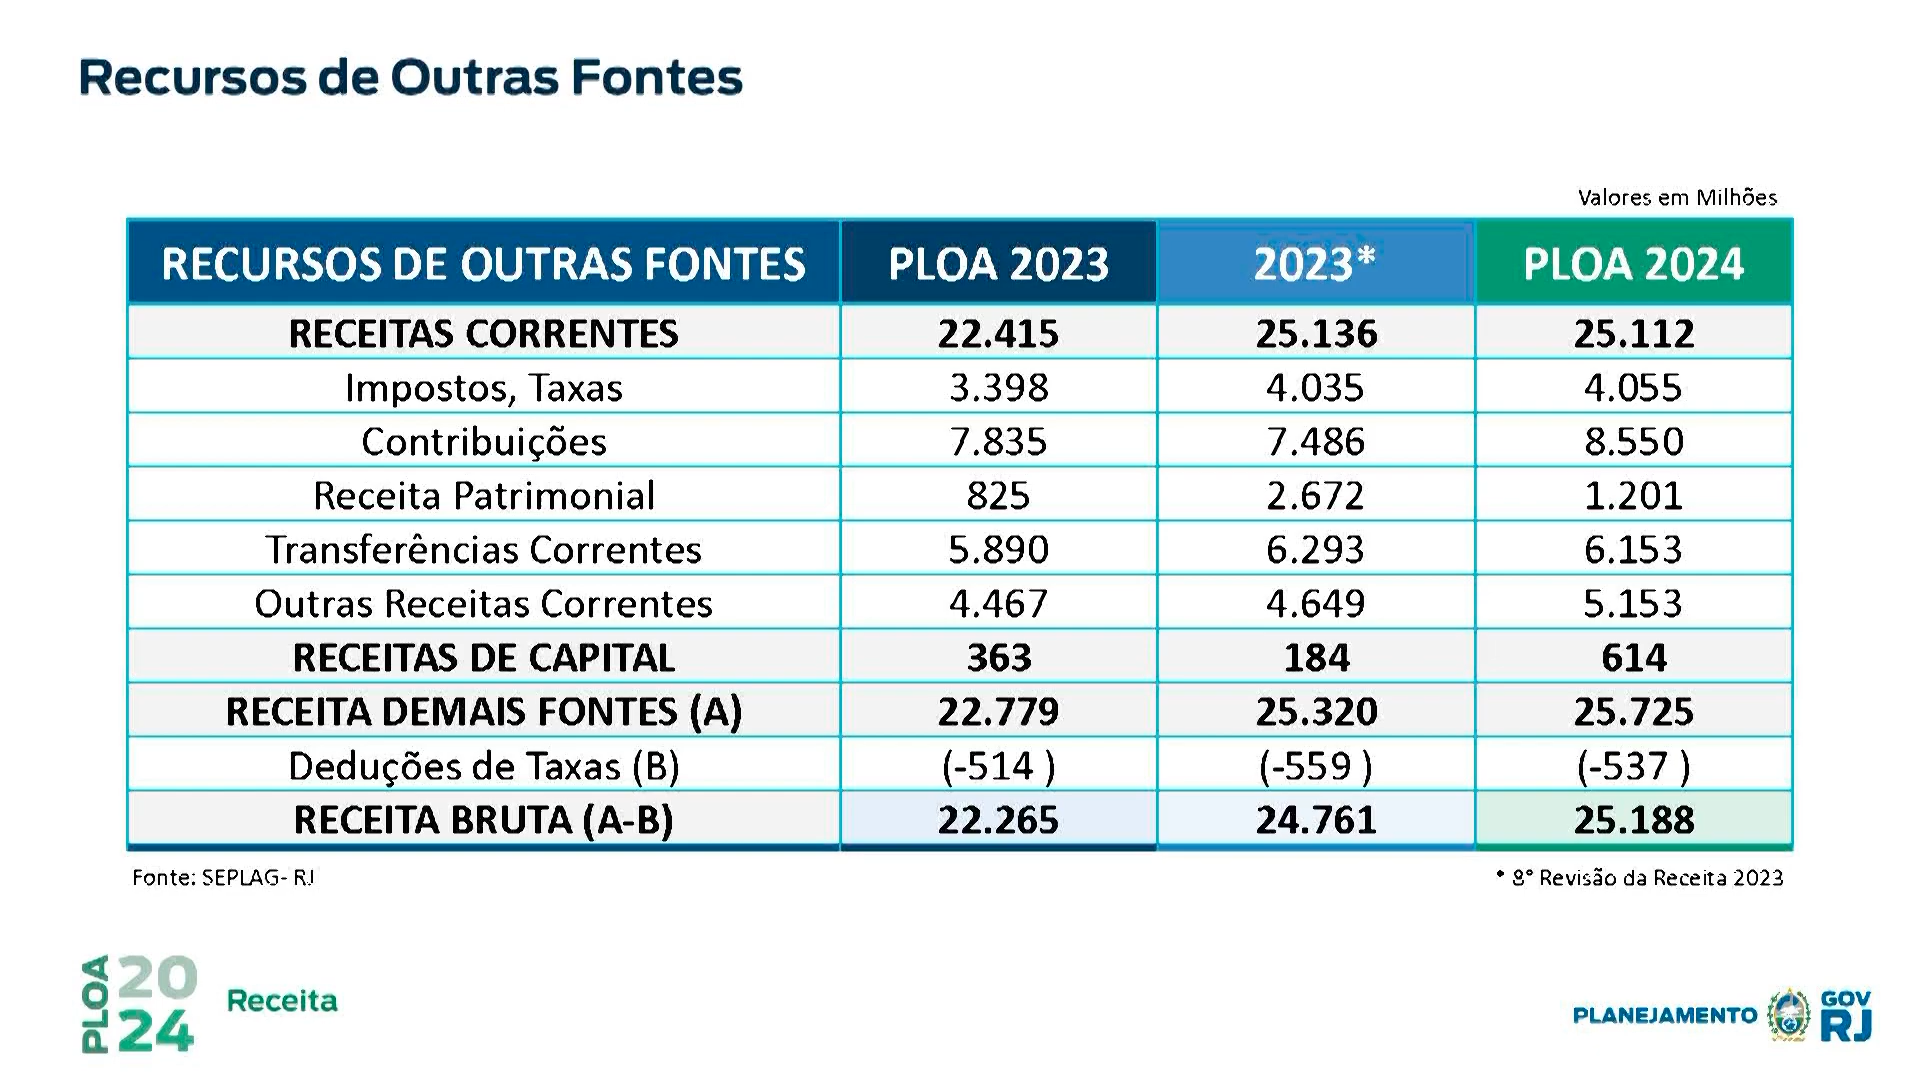 Recursos de Outras Fontes
Valores em Milhões
RECURSOS DE OUTRAS FONTES PLOA 2023 2023* PLOA 2024
RECEITAS CORRENTES 22.415 25.136 25.112
Impostos, Taxas 3.398 4.035 4.055
Contribuições 7.835 7.486 8.550
Receita Patrimonial 825 2.672 1.201
Transferências Correntes 5.890 6.293 6.153
Outras Receitas Correntes 4.467 4.649 5.153
RECEITAS DE CAPITAL 363 184 614
RECEITA DEMAIS FONTES (A) 22.779 25.320 25.725
Deduções de Taxas (B) (-514 ) (-559 ) (-537 )
RECEITA BRUTA (A-B) 22.265 24.761 25.188
Fonte: SEPLAG- RJ * 8° Revisão da Receita 2023
PLOA 2024 Receita
PLANEJAMENTO GOV RJ